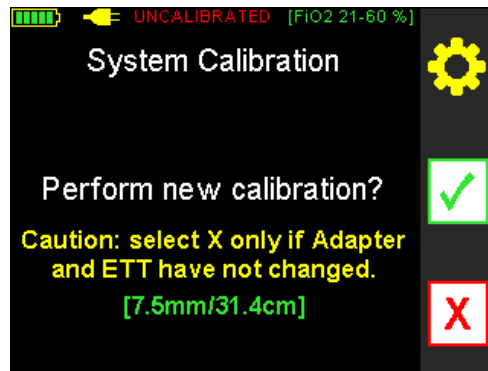 UNCALIBRATED [FiO2 21-60 %]
System Calibration
Perform new calibration?
Caution: select X only if Adapter
and ETT have not changed.
[7.5mm/31.4cm]
X